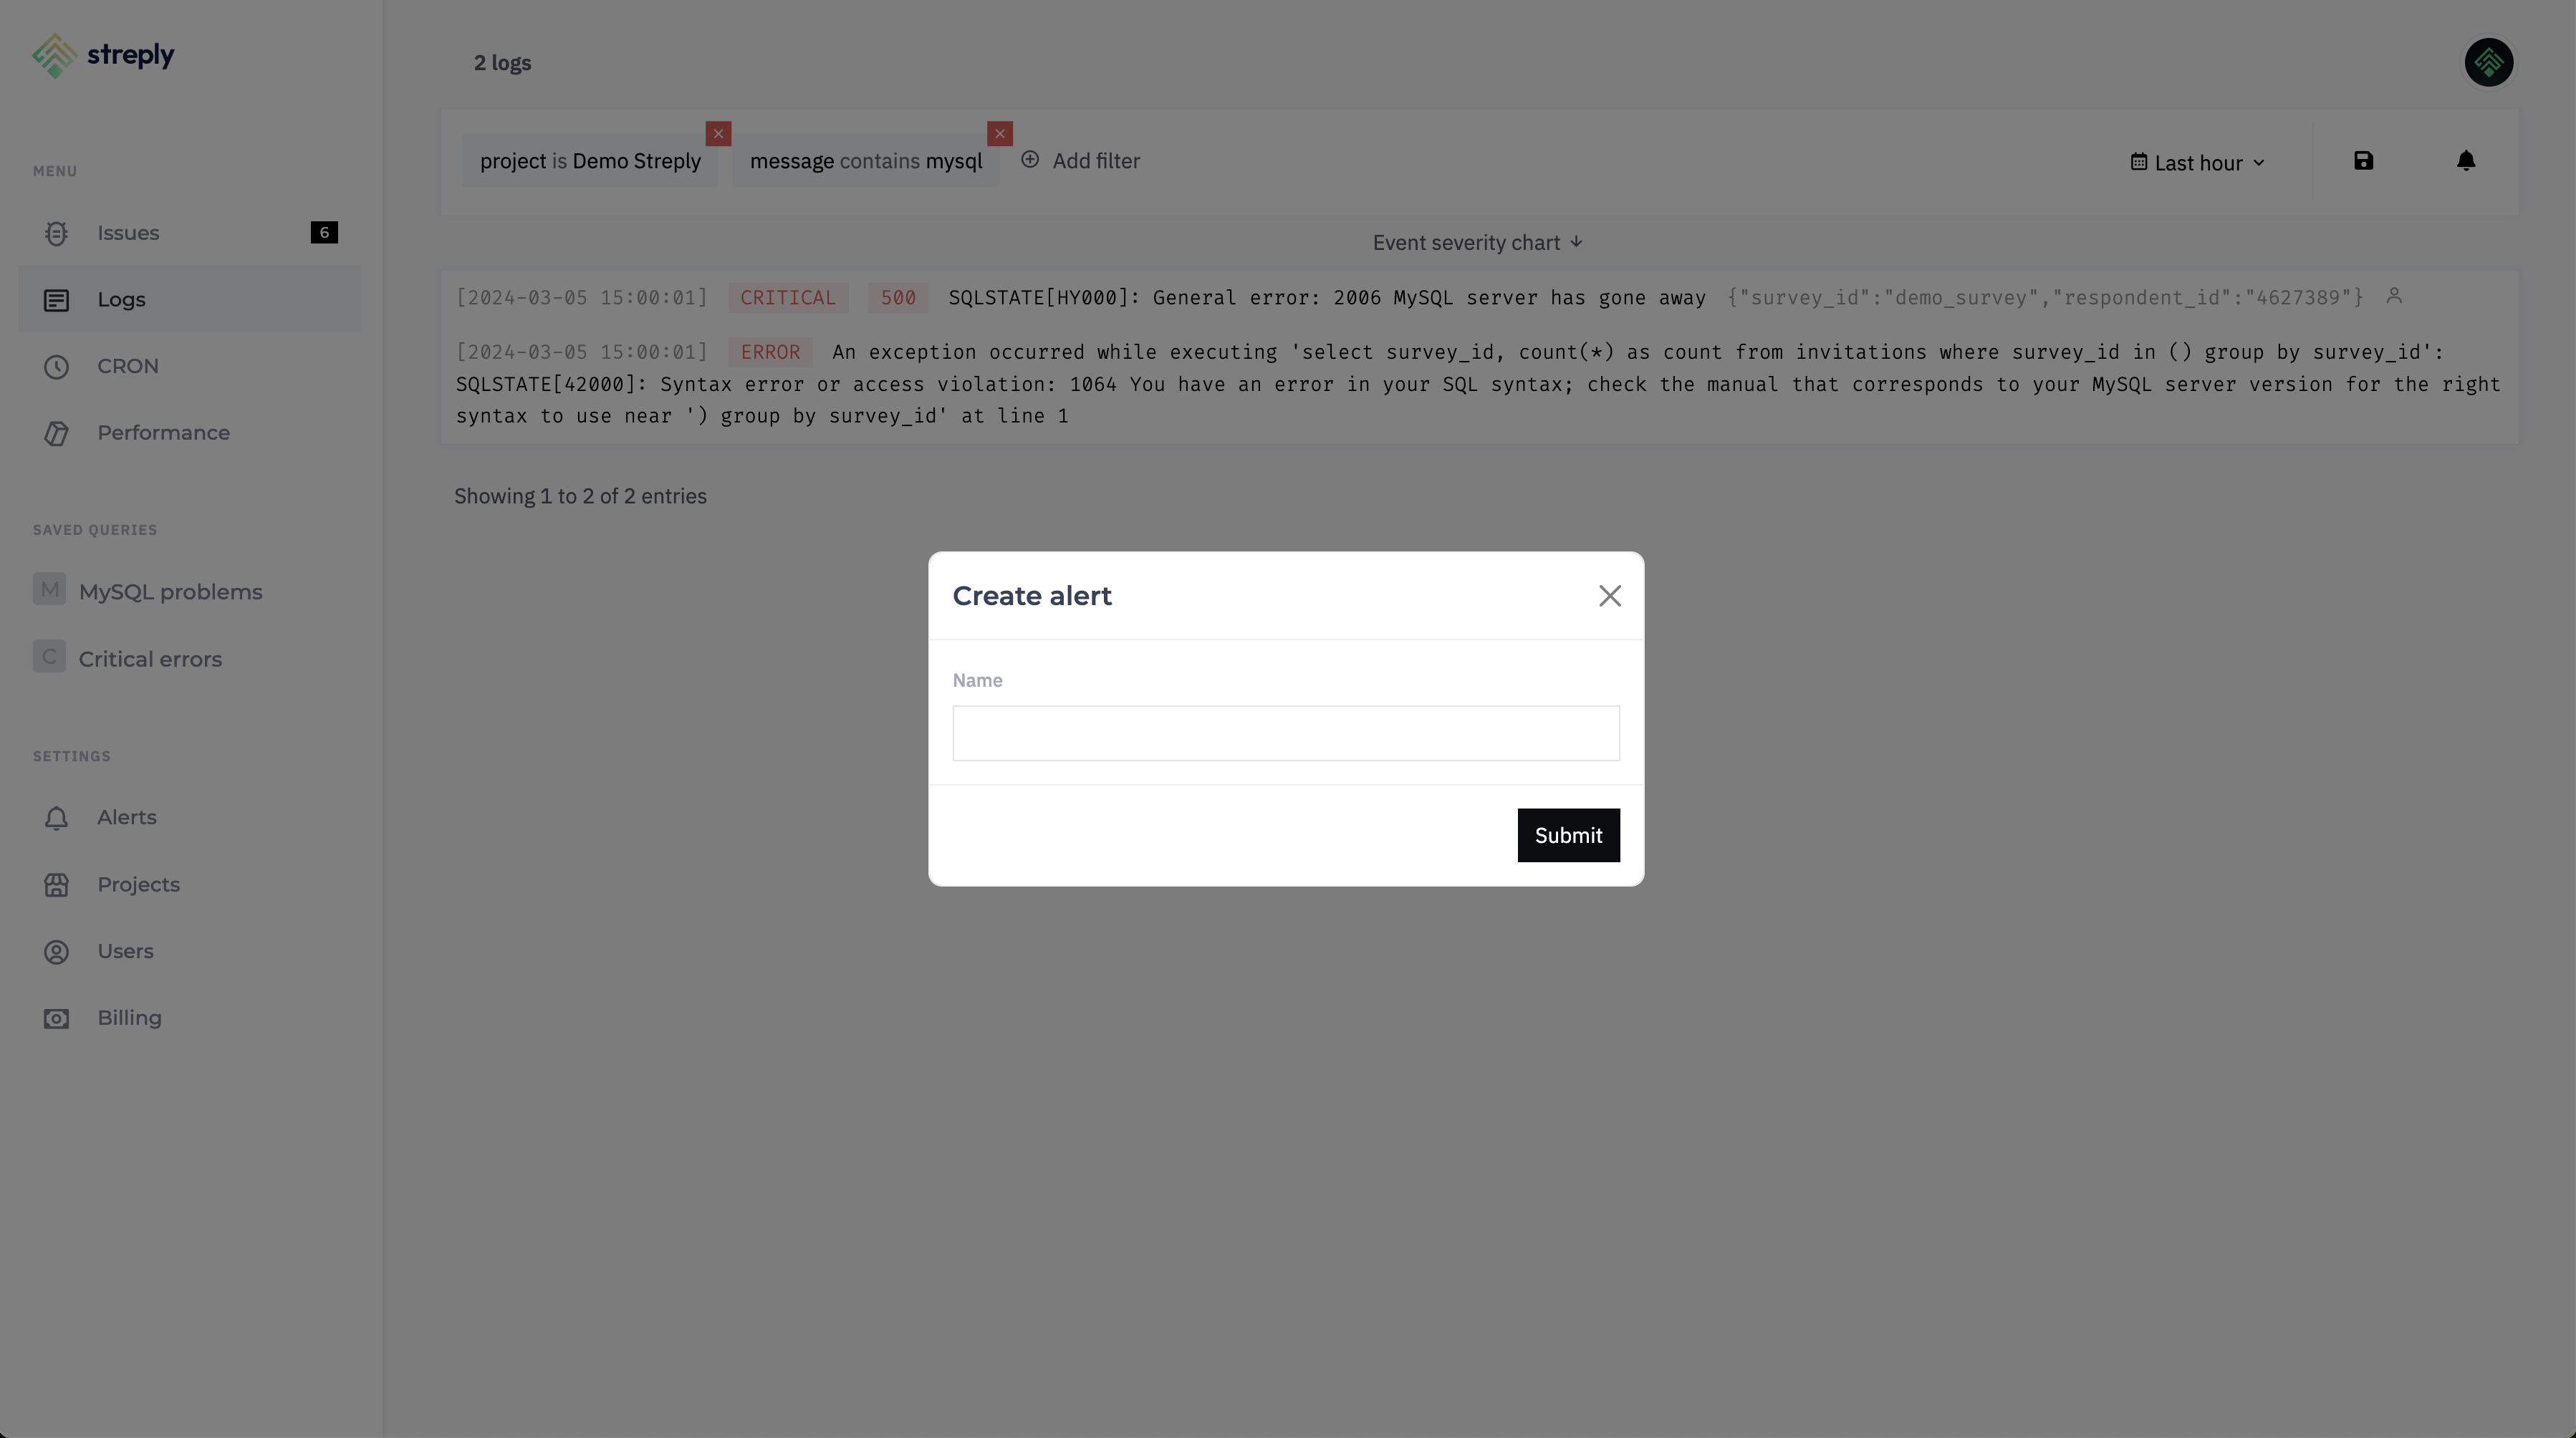 streply
MENU
Issues 6
Logs
CRON
Performance
SAVED QUERIES
M MySQL problems
C Critical errors
SETTINGS
Alerts
Projects
Users
Billing
2 logs
project is Demo Streply message contains mysql Add filter Last hour
Event severity chart
[2024-03-05 15:00:01] CRITICAL 500 SQLSTATE[HY000]: General error: 2006 MySQL server has gone away {"survey_id":"demo_survey","respondent_id":"4627389"}
[2024-03-05 15:00:01] ERROR An exception occurred while executing 'select survey_id, count(*) as count from invitations where survey_id in () group by survey_id':
SQLSTATE[42000]: Syntax error or access violation: 1064 You have an error in your SQL syntax; check the manual that corresponds to your MySQL server version for the right
syntax to use near ') group by survey_id' at line 1
Showing 1 to 2 of 2 entries
Create alert
Name
Submit